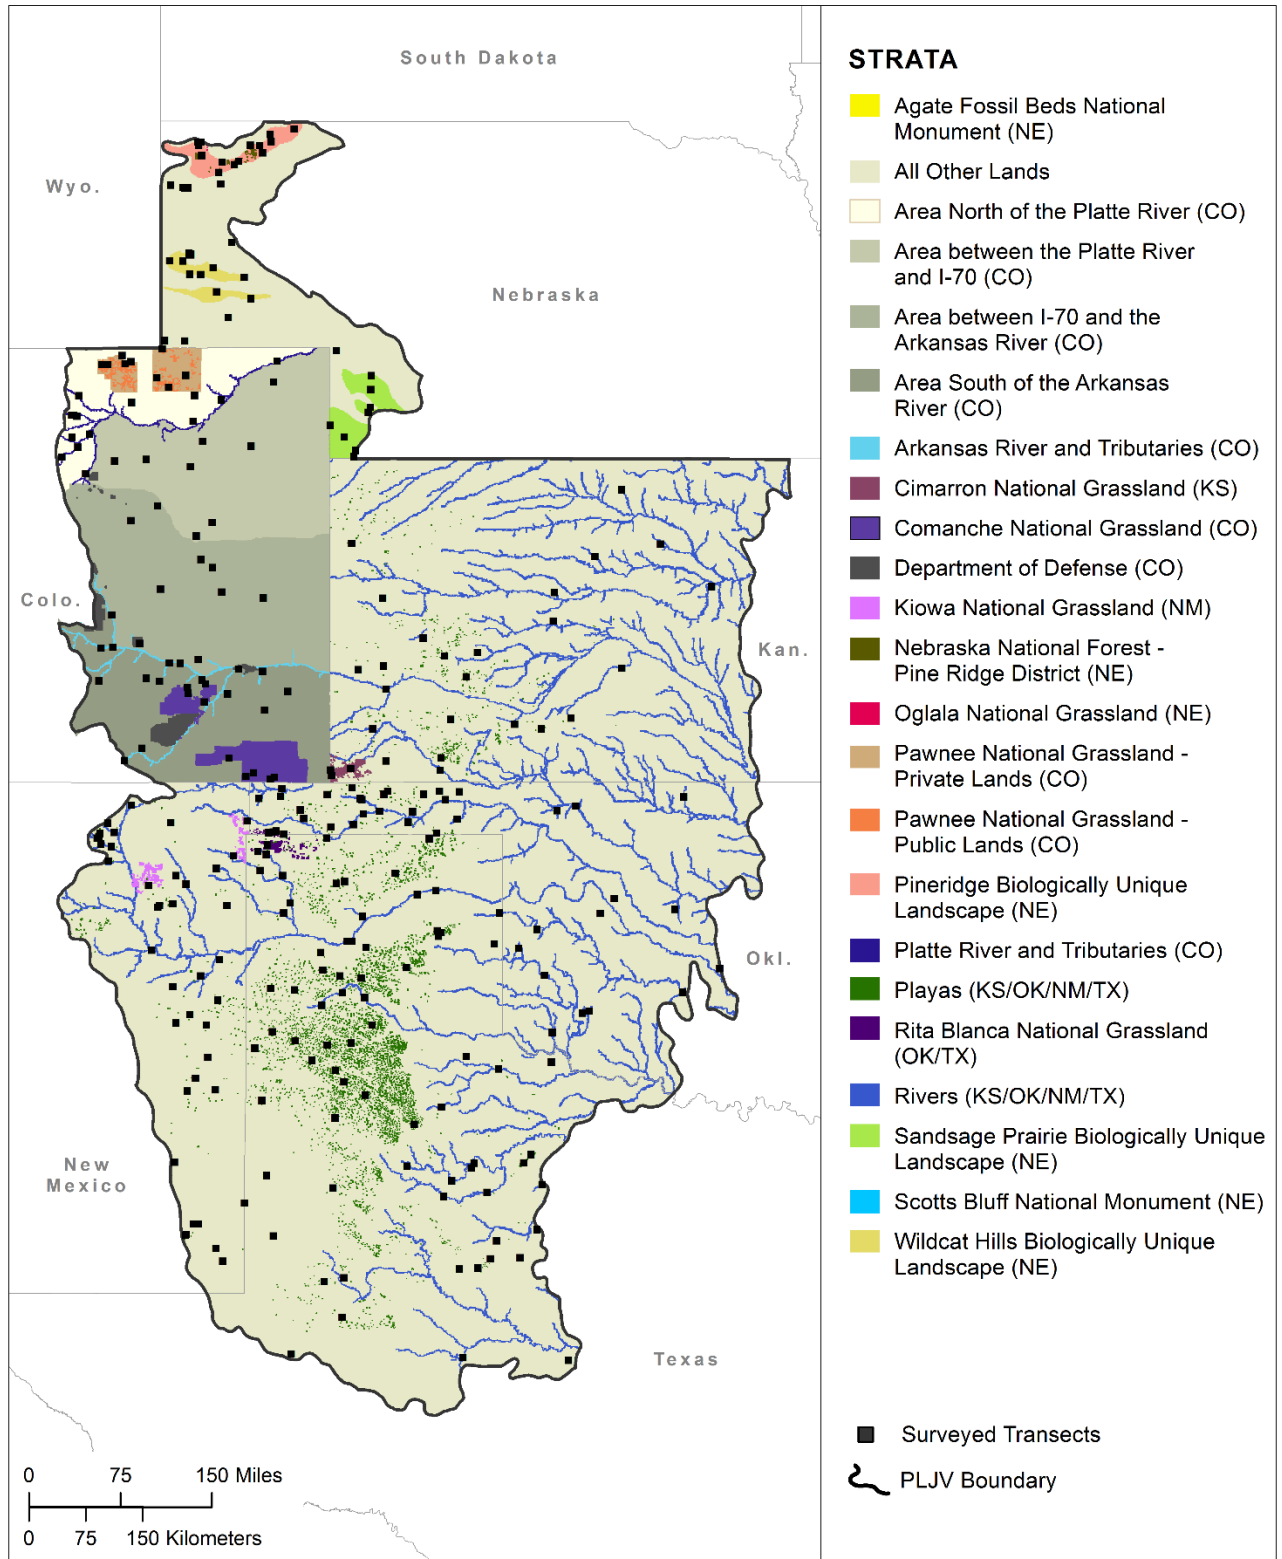 South Dakota
Wyo.
Nebraska
Colo.
Kan.
Okl.
New
Mexico
Texas
0 75 150 Miles
0 75 150 Kilometers
STRATA
Agate Fossil Beds National
Monument (NE)
All Other Lands
Area North of the Platte River (CO)
Area between the Platte River
and I-70 (CO)
Area between I-70 and the
Arkansas River (CO)
Area South of the Arkansas
River (CO)
Arkansas River and Tributaries (CO)
Cimarron National Grassland (KS)
Comanche National Grassland (CO)
Department of Defense (CO)
Kiowa National Grassland (NM)
Nebraska National Forest -
Pine Ridge District (NE)
Oglala National Grassland (NE)
Pawnee National Grassland -
Private Lands (CO)
Pawnee National Grassland -
Public Lands (CO)
Pineridge Biologically Unique
Landscape (NE)
Platte River and Tributaries (CO)
Playas (KS/OK/NM/TX)
Rita Blanca National Grassland
(OK/TX)
Rivers (KS/OK/NM/TX)
Sandsage Prairie Biologically Unique
Landscape (NE)
Scotts Bluff National Monument (NE)
Wildcat Hills Biologically Unique
Landscape (NE)
Surveyed Transects
PLJV Boundary